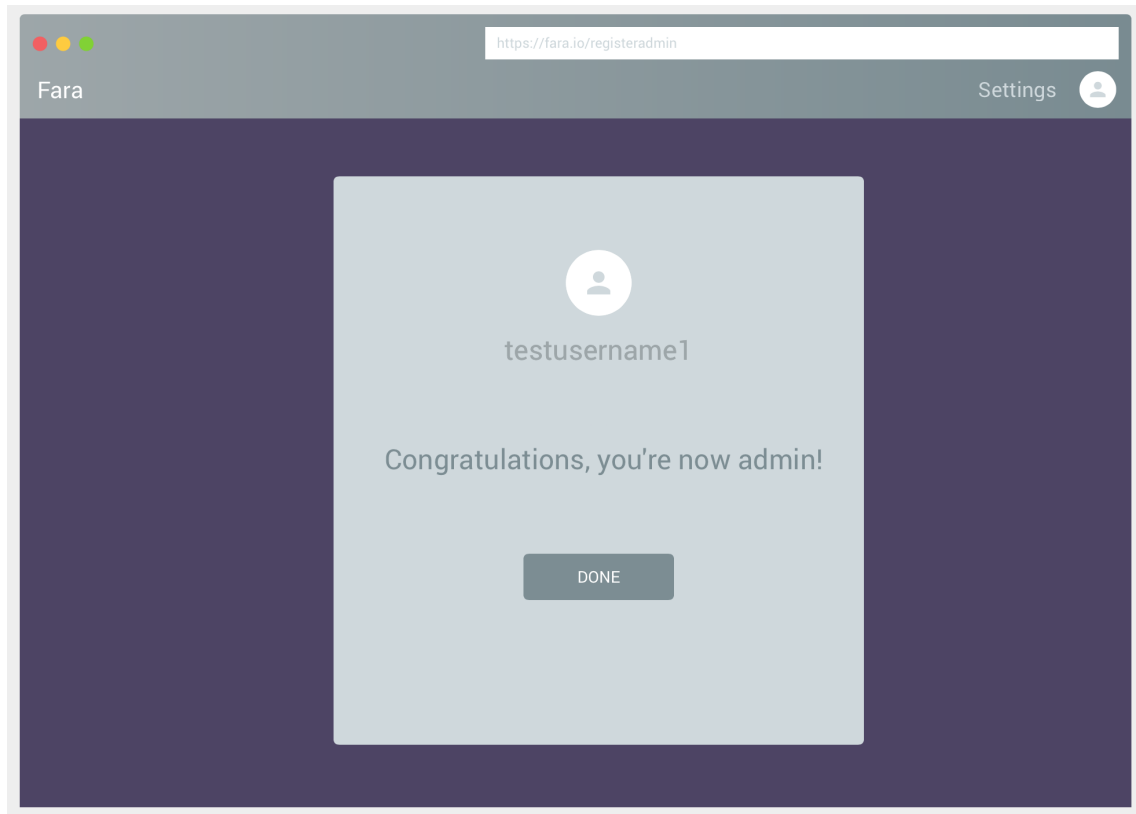 https://fara.io/registeradmin
Fara
Settings
testusername1
Congratulations, you're now admin!
DONE